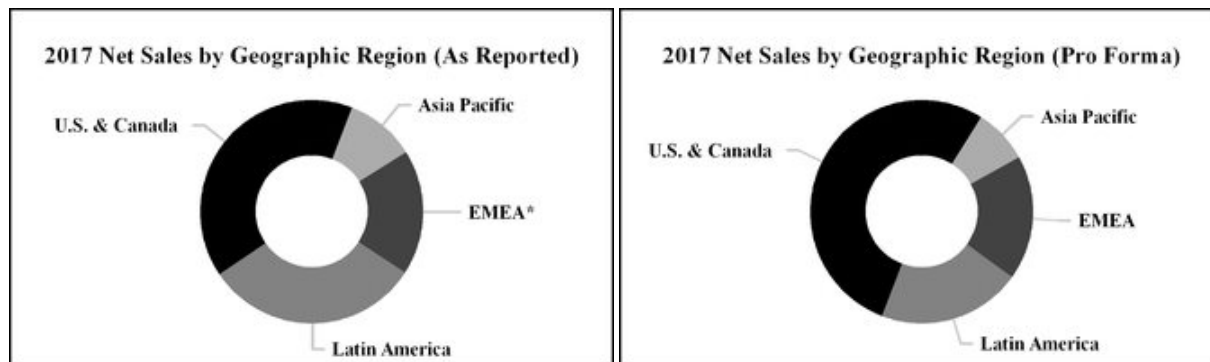 2017 Net Sales by Geographic Region (As Reported)
Asia Pacific
U.S. & Canada
EMEA*
Latin America
2017 Net Sales by Geographic Region (Pro Forma)
Asia Pacific
U.S. & Canada
EMEA
Latin America